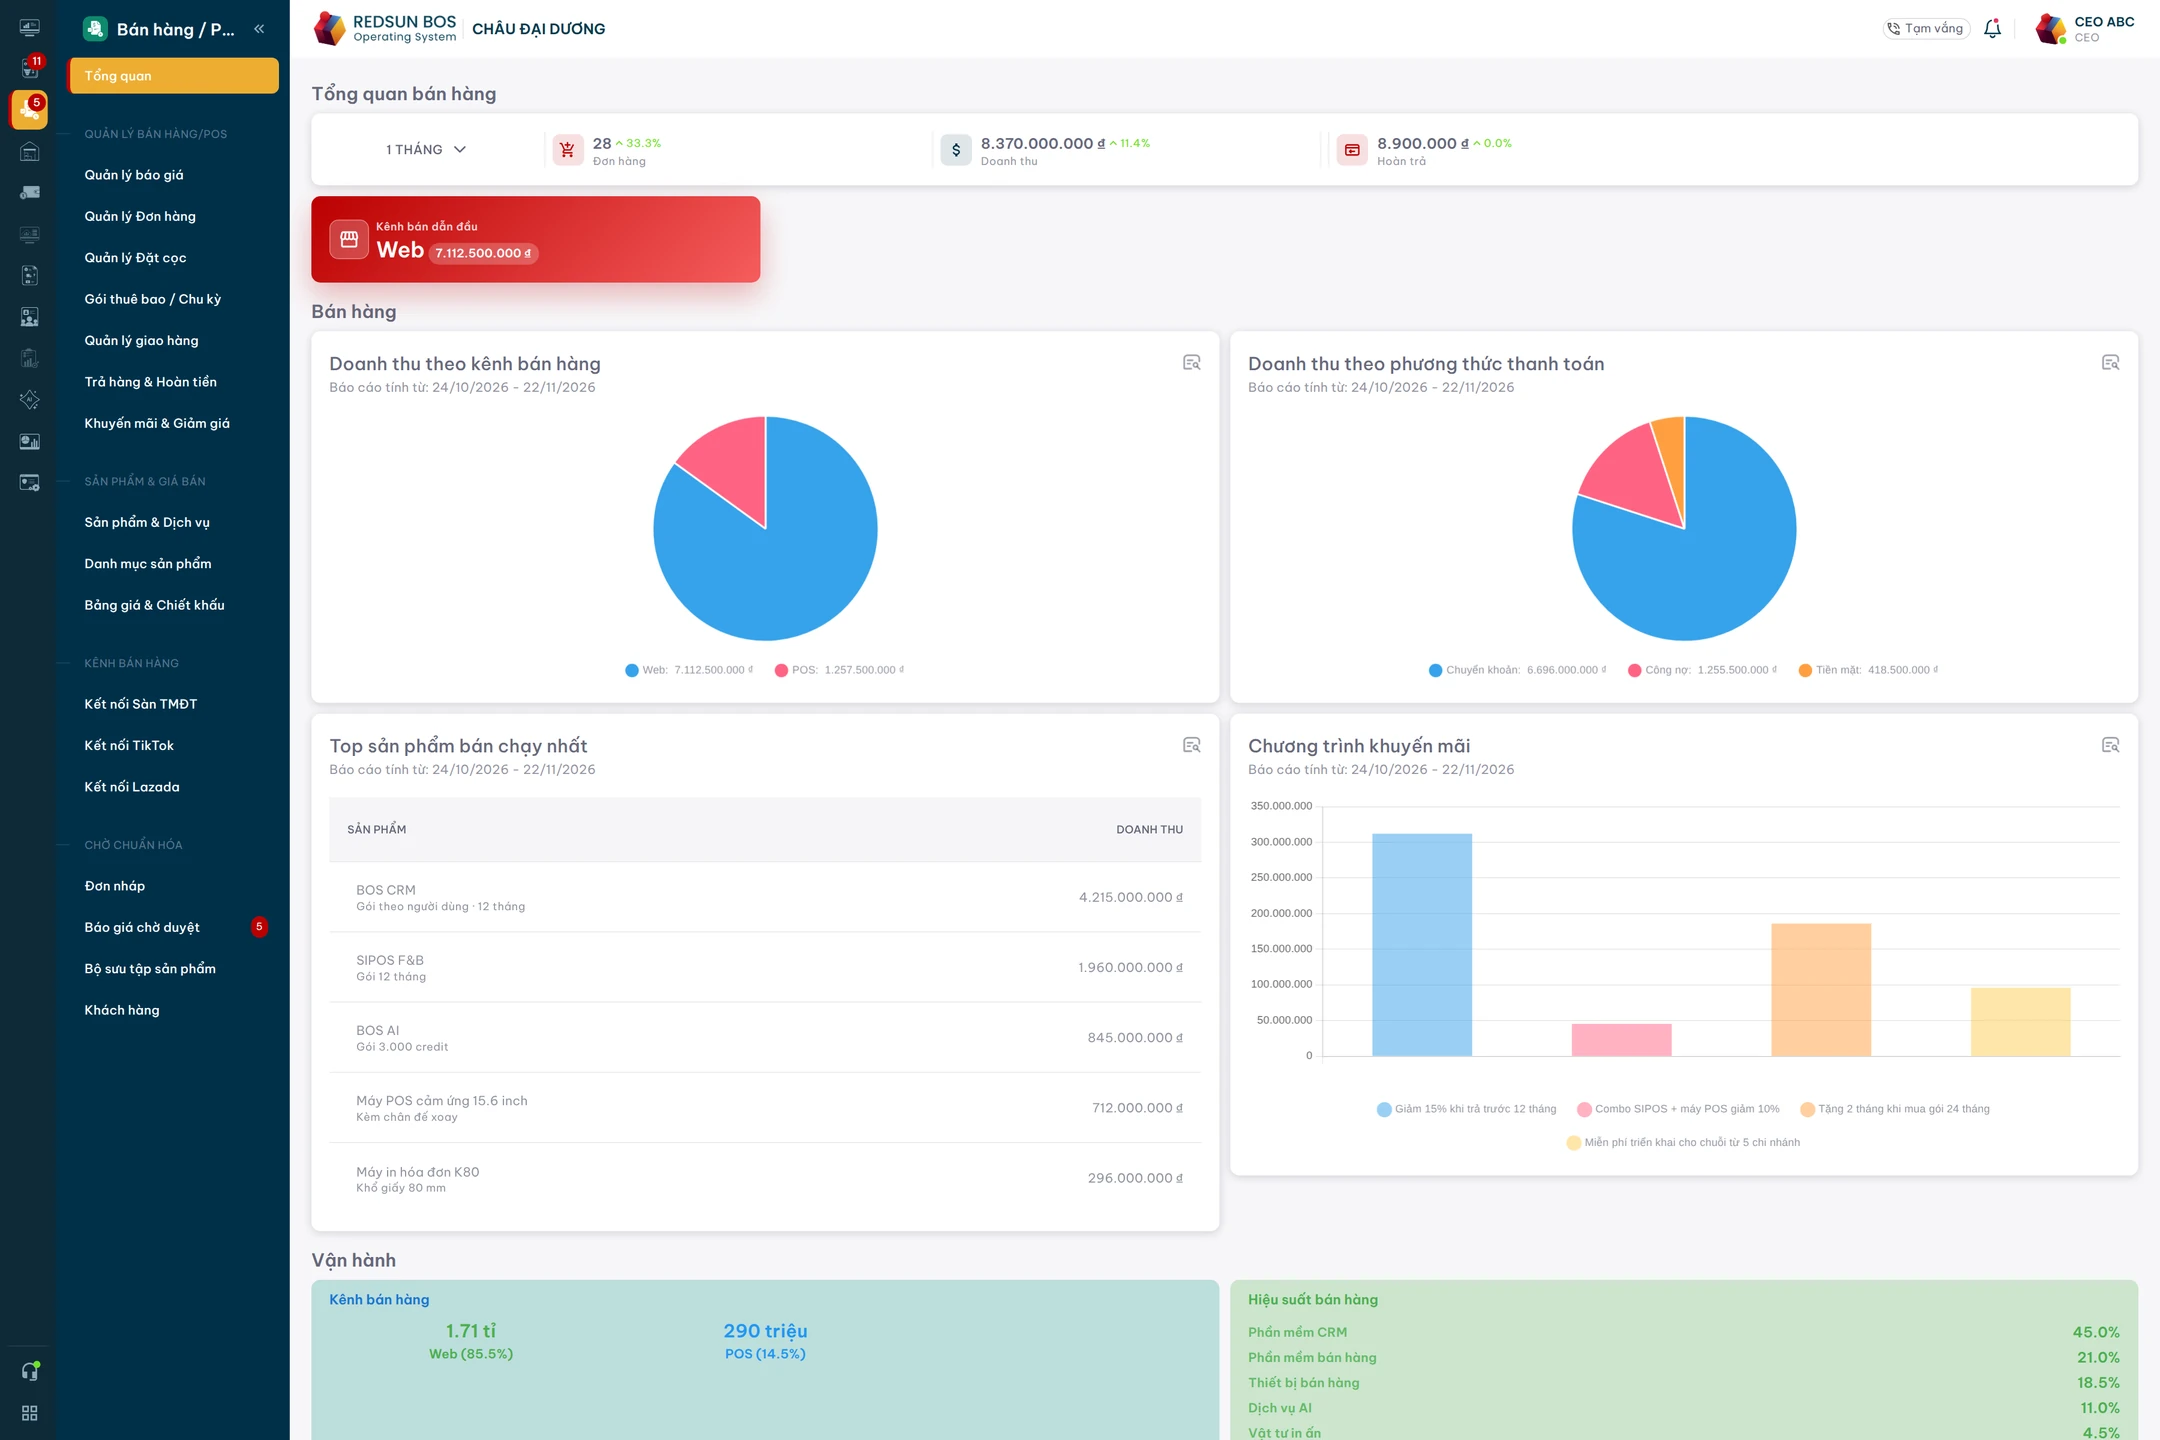 11
5
Bán hàng / P...
Tổng quan
QUẢN LÝ BÁN HÀNG/POS
Quản lý báo giá
Quản lý Đơn hàng
Quản lý Đặt cọc
Gói thuê bao / Chu kỳ
Quản lý giao hàng
Trả hàng & Hoàn tiền
Khuyến mãi & Giảm giá
SẢN PHẨM & GIÁ BÁN
Sản phẩm & Dịch vụ
Danh mục sản phẩm
Bảng giá & Chiết khấu
KÊNH BÁN HÀNG
Kết nối Sàn TMĐT
Kết nối TikTok
Kết nối Lazada
CHỜ CHUẨN HÓA
Đơn nháp
Báo giá chờ duyệt 5
Bộ sưu tập sản phẩm
Khách hàng
REDSUN BOS
Operating System
CHÂU ĐẠI DƯƠNG
Tạm vắng
CEO ABC
CEO
Tổng quan bán hàng
1 THÁNG
28 33.3%
Đơn hàng
8.370.000.000 ₫ 11.4%
Doanh thu
8.900.000 ₫ 0.0%
Hoàn trả
Kênh bán dẫn đầu
Web 7.112.500.000 ₫
Bán hàng
Doanh thu theo kênh bán hàng
Báo cáo tính từ: 24/10/2026 - 22/11/2026
Web: 7.112.500.000 ₫ POS: 1.257.500.000 ₫
Doanh thu theo phương thức thanh toán
Báo cáo tính từ: 24/10/2026 - 22/11/2026
Chuyển khoản: 6.696.000.000 ₫ Công nợ: 1.255.500.000 ₫ Tiền mặt: 418.500.000 ₫
Top sản phẩm bán chạy nhất
Báo cáo tính từ: 24/10/2026 - 22/11/2026
SẢN PHẨM DOANH THU
BOS CRM
Gói theo người dùng · 12 tháng
4.215.000.000 ₫
SIPOS F&B
Gói 12 tháng
1.960.000.000 ₫
BOS AI
Gói 3.000 credit
845.000.000 ₫
Máy POS cảm ứng 15.6 inch
Kèm chân đế xoay
712.000.000 ₫
Máy in hóa đơn K80
Khổ giấy 80 mm
296.000.000 ₫
Chương trình khuyến mãi
Báo cáo tính từ: 24/10/2026 - 22/11/2026
350.000.000
300.000.000
250.000.000
200.000.000
150.000.000
100.000.000
50.000.000
0
Giảm 15% khi trả trước 12 tháng Combo SIPOS + máy POS giảm 10% Tặng 2 tháng khi mua gói 24 tháng
Miễn phí triển khai cho chuỗi từ 5 chi nhánh
Vận hành
Kênh bán hàng
1.71 tỉ
Web (85.5%)
290 triệu
POS (14.5%)
Hiệu suất bán hàng
Phần mềm CRM 45.0%
Phần mềm bán hàng 21.0%
Thiết bị bán hàng 18.5%
Dịch vụ AI 11.0%
Vật tư in ấn 4.5%